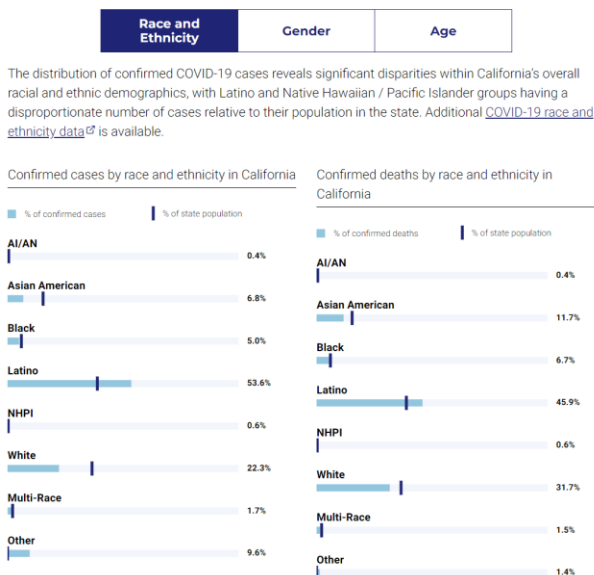 Race and
Ethnicity
Gender
Age
The distribution of confirmed COVID-19 cases reveals significant disparities within California's overall
racial and ethnic demographics, with Latino and Native Hawaiian / Pacific Islander groups having a
disproportionate number of cases relative to their population in the state. Additional COVID-19 race and
ethnicity data is available.
Confirmed cases by race and ethnicity in California
% of confirmed cases
% of state population
AI/AN
0.4%
Asian American
6.8%
Black
5.0%
Latino
53.6%
NHPI
0.6%
White
22.3%
Multi-Race
1.7%
Other
9.6%
Confirmed deaths by race and ethnicity in
California
% of confirmed deaths
% of state population
AI/AN
0.4%
Asian American
11.7%
Black
6.7%
Latino
45.9%
NHPI
0.6%
White
31.7%
Multi-Race
1.5%
Other
1.4%